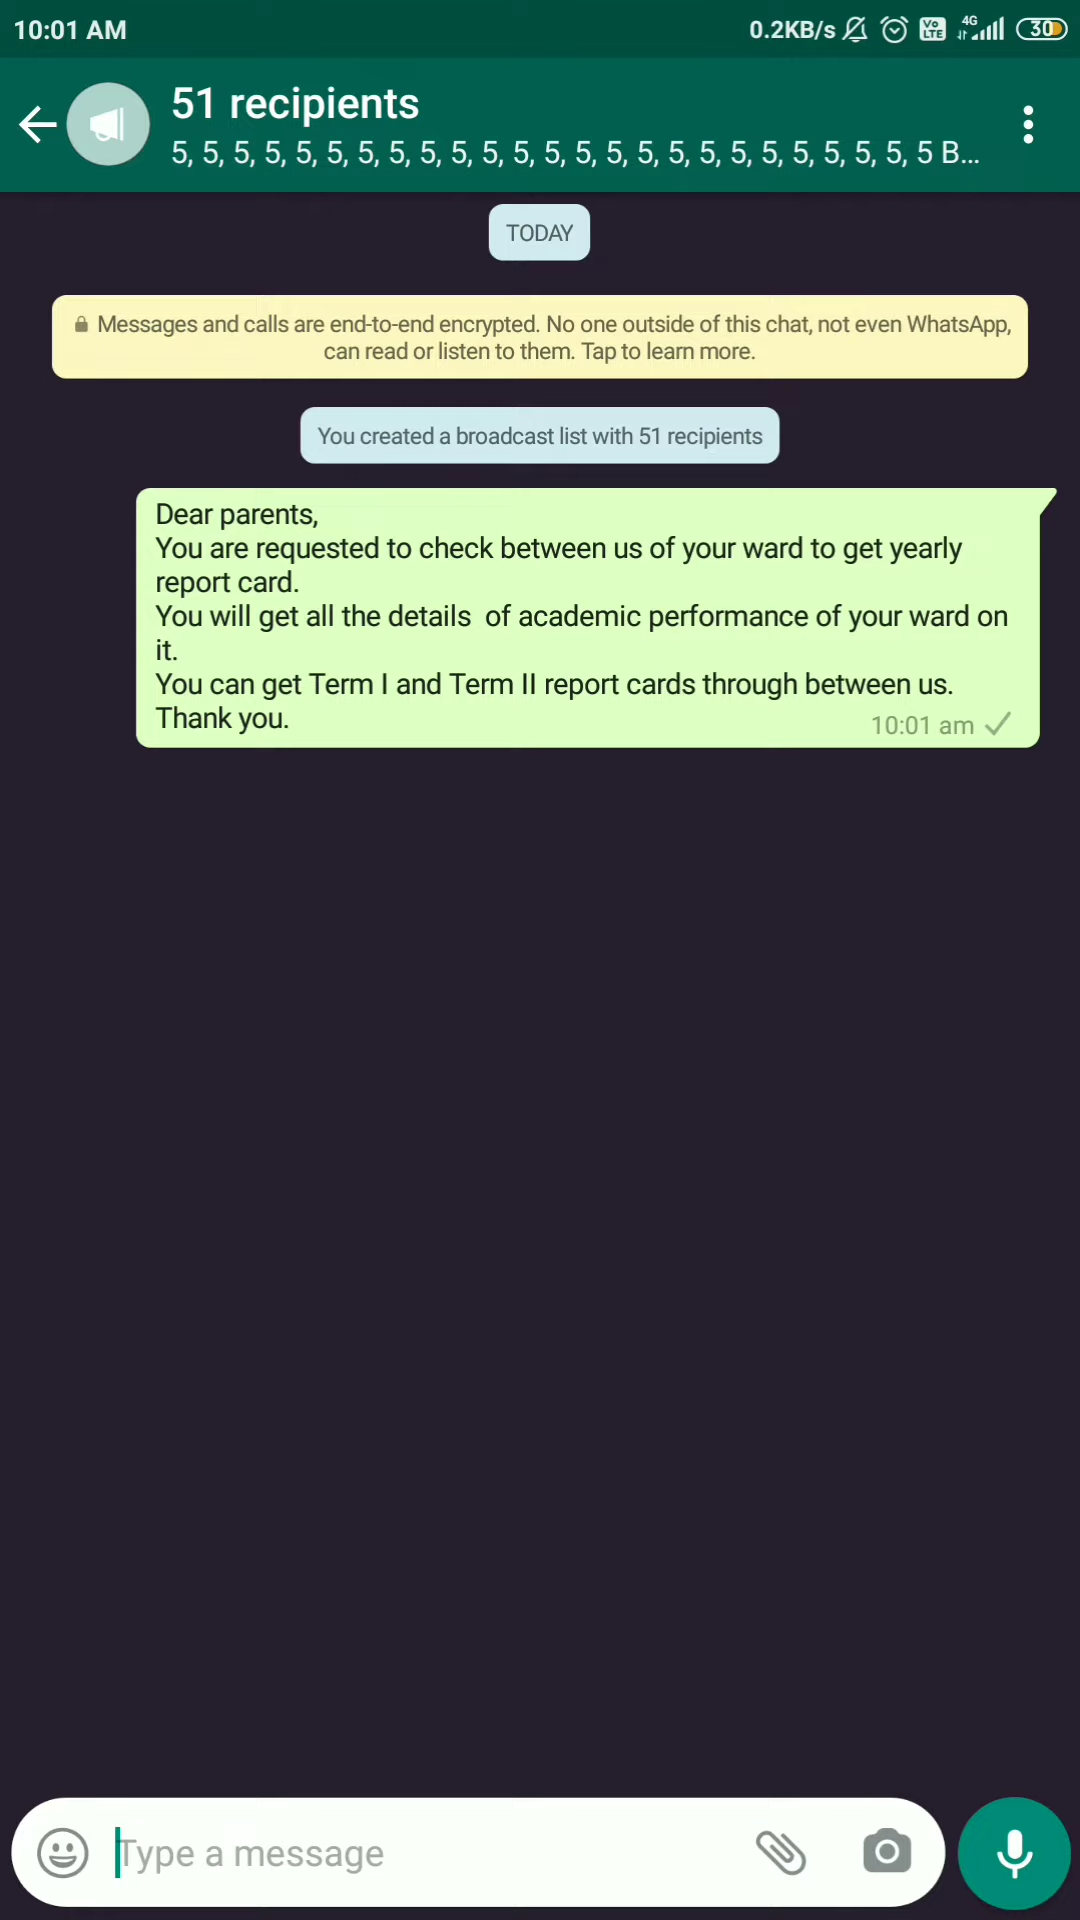 10:01 AM
0.2KB/s
Vo
LTE
4G
30
51 recipients
5, 5, 5, 5, 5, 5, 5, 5, 5, 5, 5, 5, 5, 5, 5, 5, 5, 5, 5, 5, 5, 5, 5, 5, 5 B...
TODAY
Messages and calls are end-to-end encrypted. No one outside of this chat, not even WhatsApp,
can read or listen to them. Tap to learn more.
You created a broadcast list with 51 recipients
Dear parents,
You are requested to check between us of your ward to get yearly
report card.
You will get all the details  of academic performance of your ward on
it.
You can get Term I and Term II report cards through between us.
Thank you.
10:01 am
Type a message